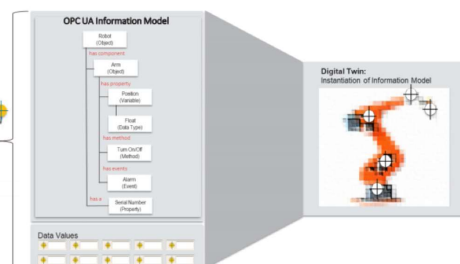 OPC UA Information Model
Robot
(Object)
has component
Arm
(Object)
has property
Position
(Variable)
Float
(Data Type)
has method
Turn On/Off
(Method)
has events
Alarm
(Event)
has a
Serial Number
(Property)
Data Values
Digital Twin:
Instantiation of Information Model